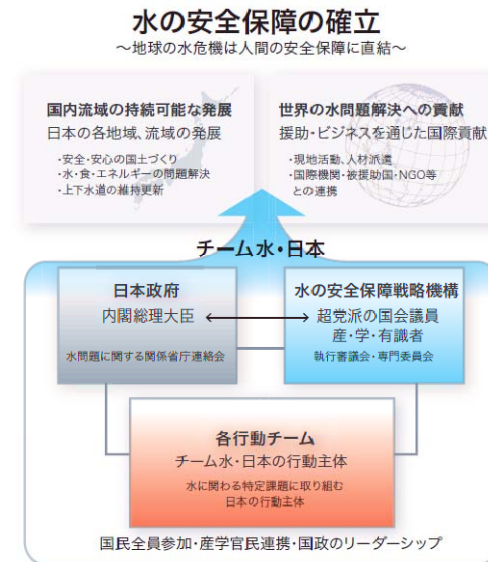 水の安全保障の確立
～地球の水危機は人間の安全保障に直結～
国内流域の持続可能な発展
日本の各地域、流域の発展
・安全・安心の国土づくり
・水・食・エネルギーの問題解決
・上下水道の維持更新
世界の水問題解決への貢献
援助・ビジネスを通じた国際貢献
・現地活動、人材派遣
・国際機関・被援助国・NGO等
との連携
チーム水・日本
日本政府
内閣総理大臣
水問題に関する関係省庁連絡会
水の安全保障戦略機構
超党派の国会議員
産・学・有識者
執行審議会・専門委員会
各行動チーム
チーム水・日本の行動主体
水に関わる特定課題に取り組む
日本の行動主体
国民全員参加・産学官民連携・国政のリーダーシップ